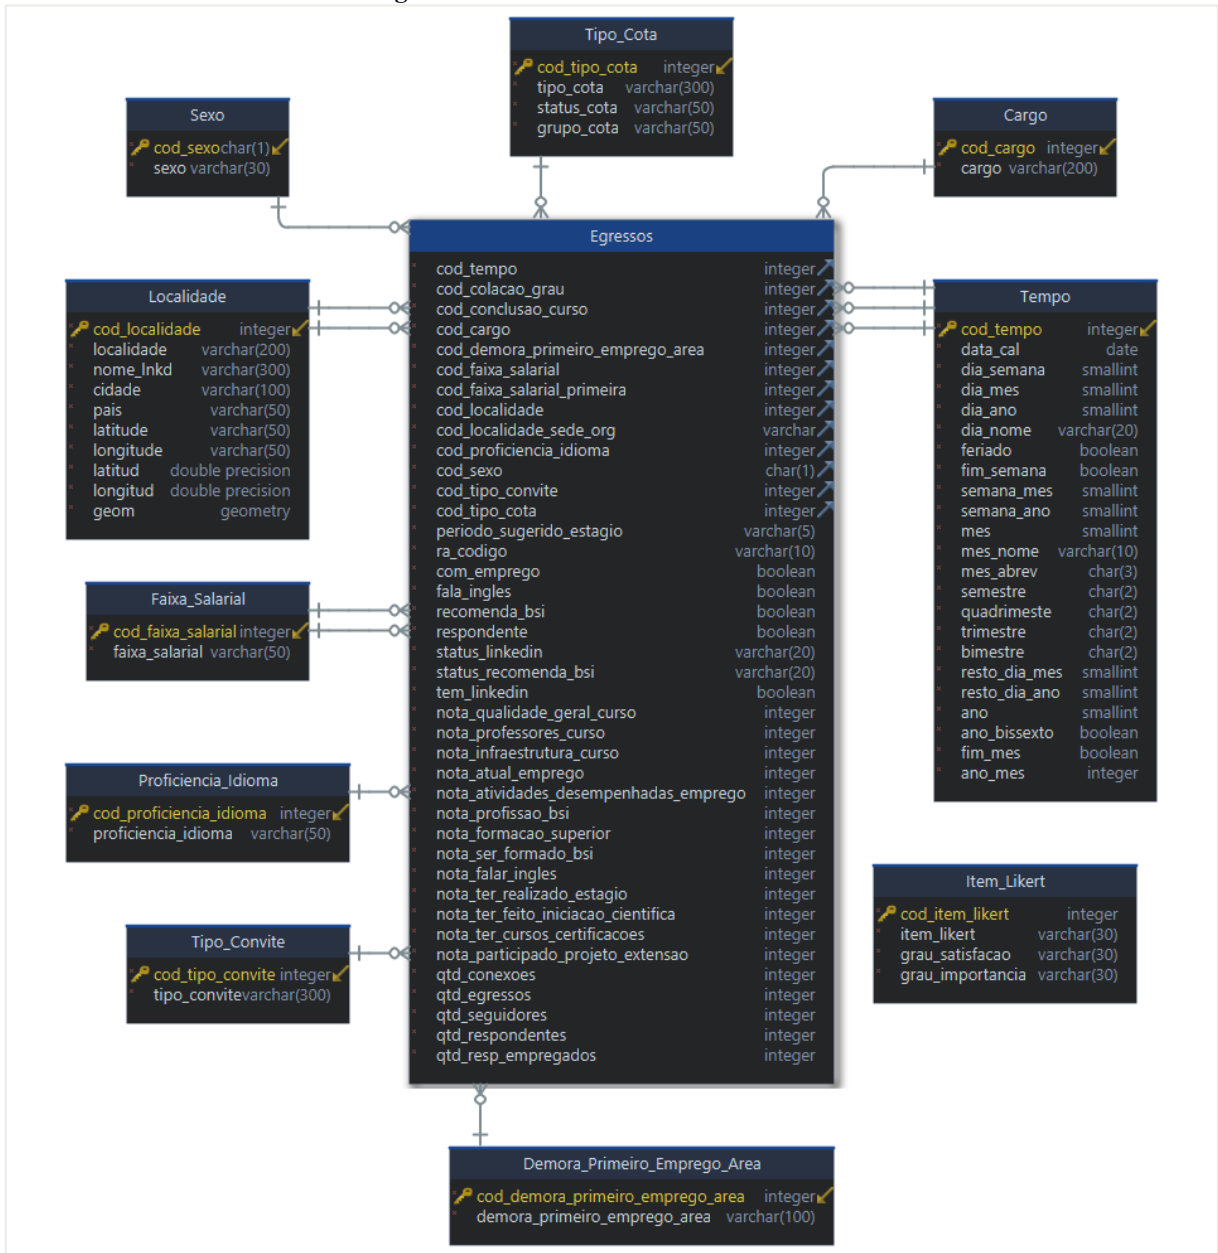 Tipo_Cota
cod_tipo_cota integer
tipo_cota varchar(300)
status_cota varchar(50)
grupo_cota varchar(50)
Sexo
cod_sexo char(1)
sexo varchar(30)
Cargo
cod_cargo integer
cargo varchar(200)
Egressos
cod_tempo integer
cod_colacao_grau integer
cod_conclusao_curso integer
cod_cargo integer
cod_demora_primeiro_emprego_area integer
cod_faixa_salarial integer
cod_faixa_salarial_primeira integer
cod_localidade integer
cod_localidade_sede_org varchar
cod_proficiencia_idioma integer
cod_sexo char(1)
cod_tipo_convite integer
cod_tipo_cota integer
periodo_sugerido_estagio varchar(5)
ra_codigo varchar(10)
com_emprego boolean
fala_ingles boolean
recomenda_bsi boolean
respondente boolean
status_linkedin varchar(20)
status_recomenda_bsi varchar(20)
tem_linkedin boolean
nota_qualidade_geral_curso integer
nota_professores_curso integer
nota_infraestrutura_curso integer
nota_atual_emprego integer
nota_atividades_desempenhadas_emprego integer
nota_profissao_bsi integer
nota_formacao_superior integer
nota_ser_formado_bsi integer
nota_falar_ingles integer
nota_ter_realizado_estagio integer
nota_ter_feito_iniciacao_cientifica integer
nota_ter_cursos_certificacoes integer
nota_participado_projeto_extensao integer
qtd_conexoes integer
qtd_egressos integer
qtd_seguidores integer
qtd_respondentes integer
qtd_resp_empregados integer
Localidade
cod_localidade integer
localidade varchar(200)
nome_lnkd varchar(300)
cidade varchar(100)
pais varchar(50)
latitude varchar(50)
longitude varchar(50)
latitud double precision
longitud double precision
geom geometry
Tempo
cod_tempo integer
data_cal date
dia_semana smallint
dia_mes smallint
dia_ano smallint
dia_nome varchar(20)
feriado boolean
fim_semana boolean
semana_mes smallint
semana_ano smallint
mes smallint
mes_nome varchar(10)
mes_abrev char(3)
semestre char(2)
quadrimeste char(2)
trimestre char(2)
bimestre char(2)
resto_dia_mes smallint
resto_dia_ano smallint
ano smallint
ano_bissexto boolean
fim_mes boolean
ano_mes integer
Faixa_Salarial
cod_faixa_salarial integer
faixa_salarial varchar(50)
Proficiencia_Idioma
cod_proficiencia_idioma integer
proficiencia_idioma varchar(50)
Item_Likert
cod_item_likert integer
item_likert varchar(30)
grau_satisfacao varchar(30)
grau_importancia varchar(30)
Tipo_Convite
cod_tipo_convite integer
tipo_convite varchar(300)
Demora_Primeiro_Emprego_Area
cod_demora_primeiro_emprego_area integer
demora_primeiro_emprego_area varchar(100)